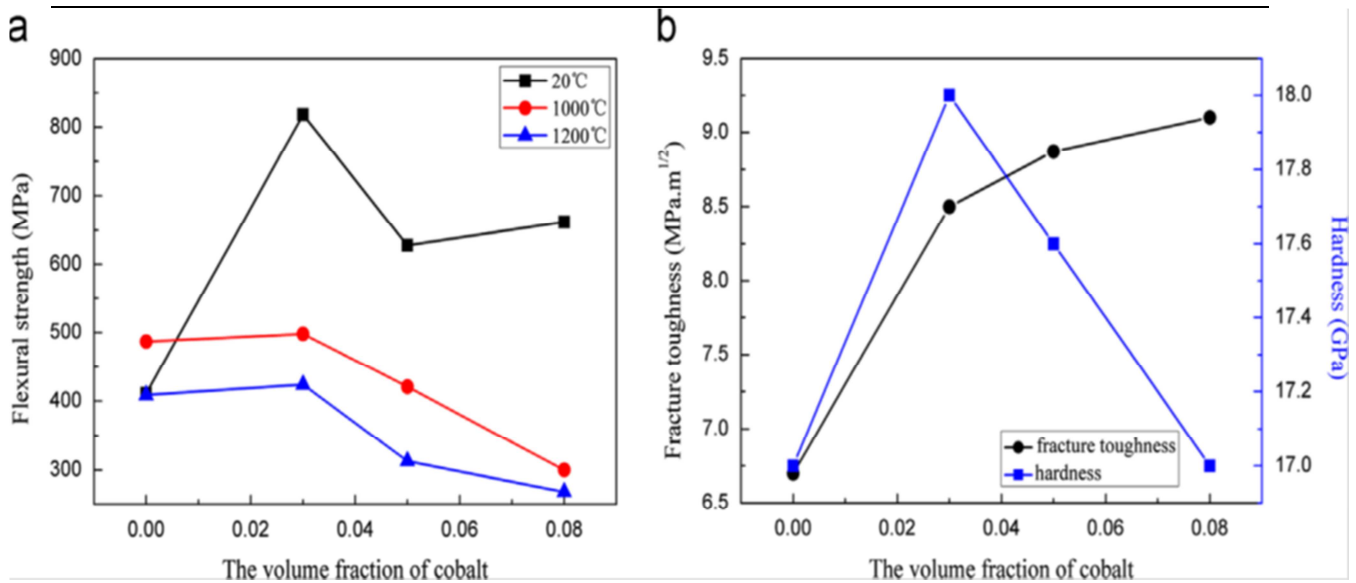 a
900
800
700
600
500
400
300
0.00 0.02 0.04 0.06 0.08
Flexural strength (MPa)
The volume fraction of cobalt
20℃
1000℃
1200℃
b
9.5
9.0
8.5
8.0
7.5
7.0
6.5
0.00 0.02 0.04 0.06 0.08
Fracture toughness (MPa.m1/2)
The volume fraction of cobalt
fracture toughness
hardness
18.0
17.8
17.6
17.4
17.2
17.0
Hardness (GPa)